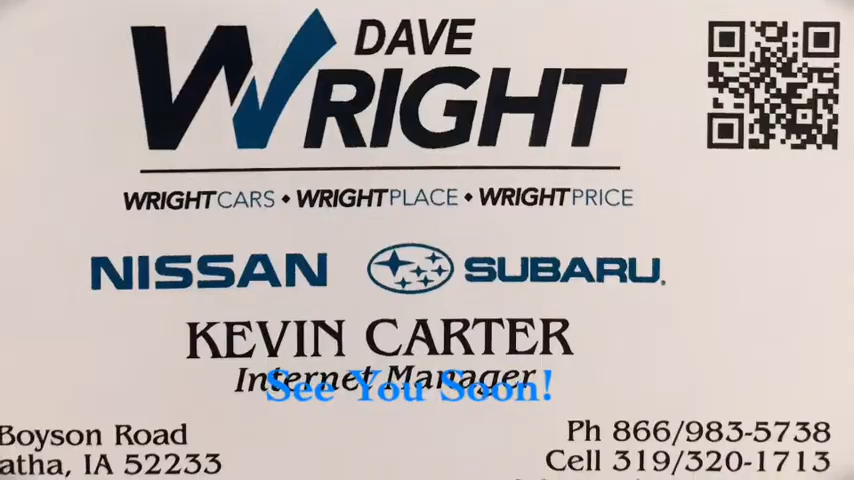 DAVE
WRIGHT
WRIGHTCARS • WRIGHTPLACE • WRIGHTPRICE
NISSAN SUBARU
KEVIN CARTER
Internet Manager
See You Soon!
Boyson Road
Ph 866/983-5738
atha, IA 52233
Cell 319/320-1713